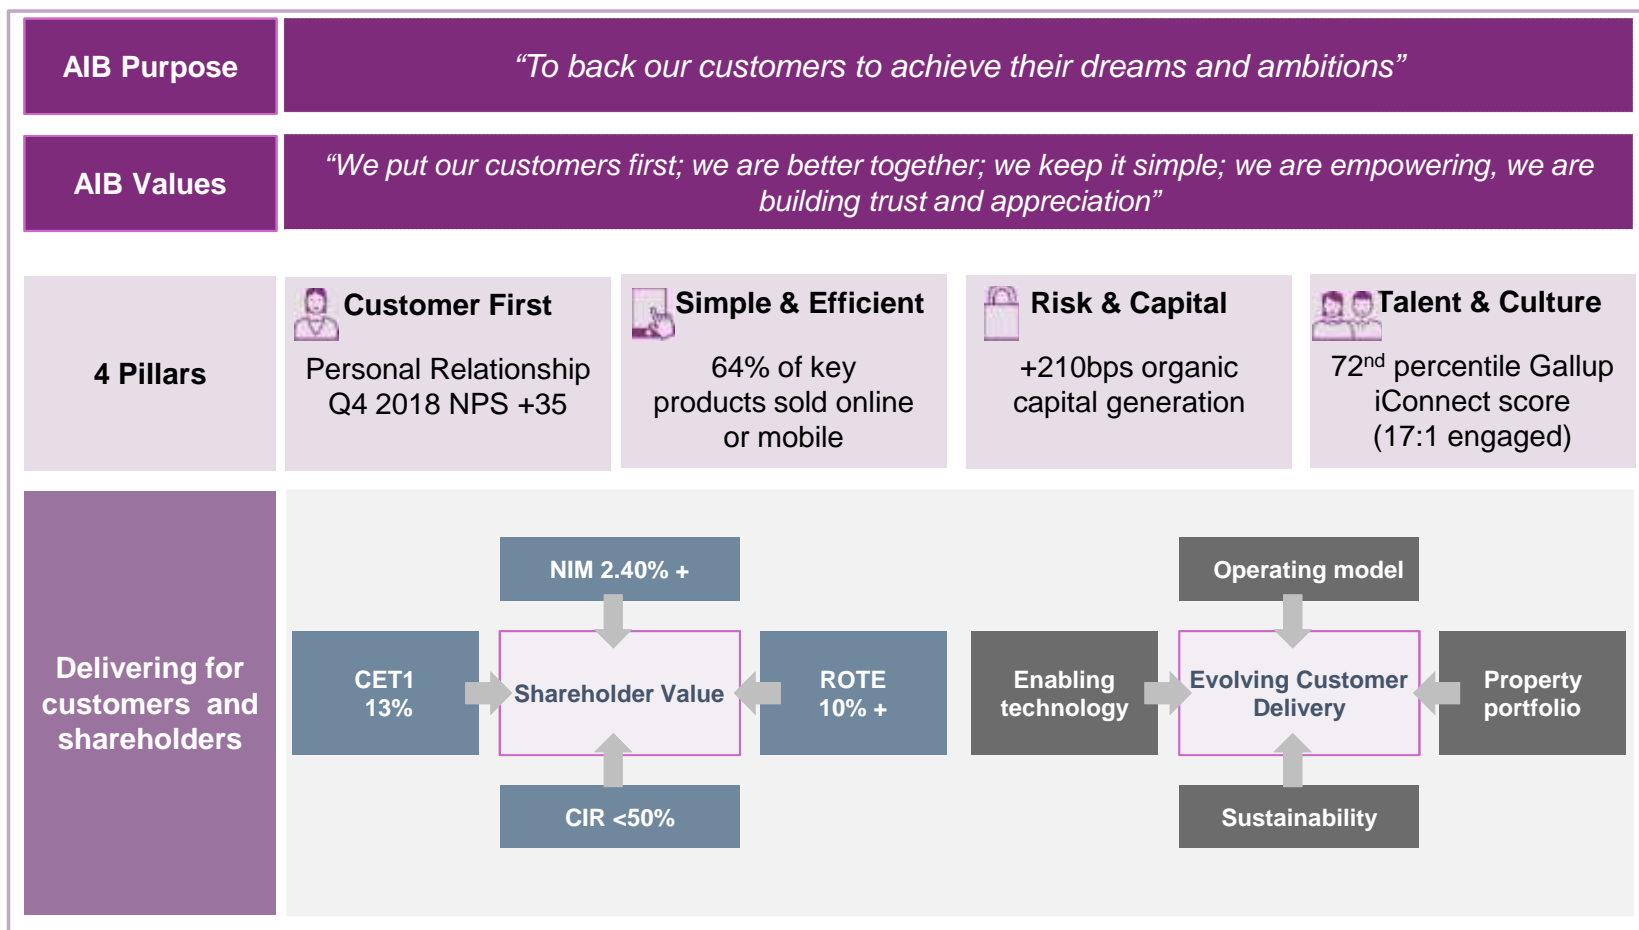 AIB Purpose
“To back our customers to achieve their dreams and ambitions”
AIB Values
“We put our customers first; we are better together; we keep it simple; we are empowering, we are
building trust and appreciation”
4 Pillars
Customer First
Personal Relationship
Q4 2018 NPS +35
Simple & Efficient
64% of key
products sold online
or mobile
Risk & Capital
+210bps organic
capital generation
Talent & Culture
72nd percentile Gallup
iConnect score
(17:1 engaged)
Delivering for
customers and
shareholders
NIM 2.40% +
CET1
13%
Shareholder Value
ROTE
10% +
CIR <50%
Operating model
Enabling
technology
Evolving Customer
Delivery
Property
portfolio
Sustainability